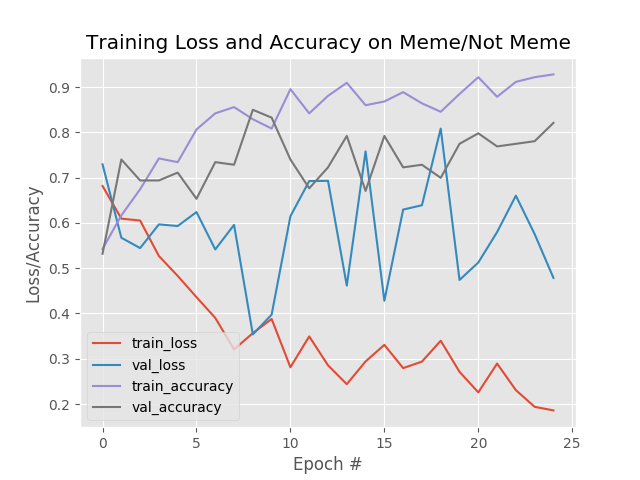 Training Loss and Accuracy on Meme/Not Meme
Loss/Accuracy
0.9
0.8
0.7
0.6
0.5
0.4
0.3
0.2
train_loss
val_loss
train_accuracy
val_accuracy
0 5 10 15 20 25
Epoch #